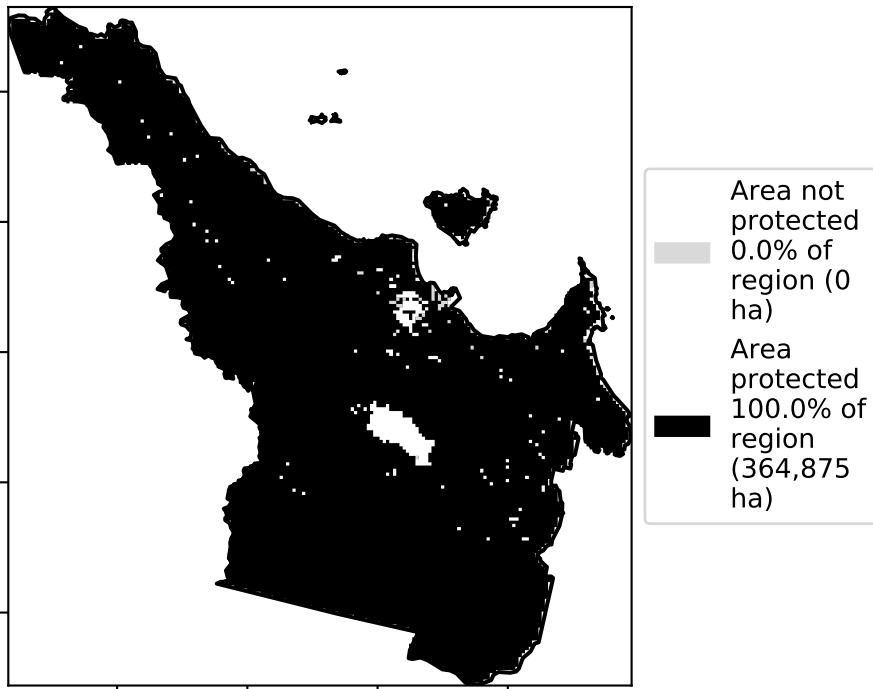 Area not
protected
0.0% of
region (0
ha)
Area
protected
100.0% of
region
(364,875
ha)